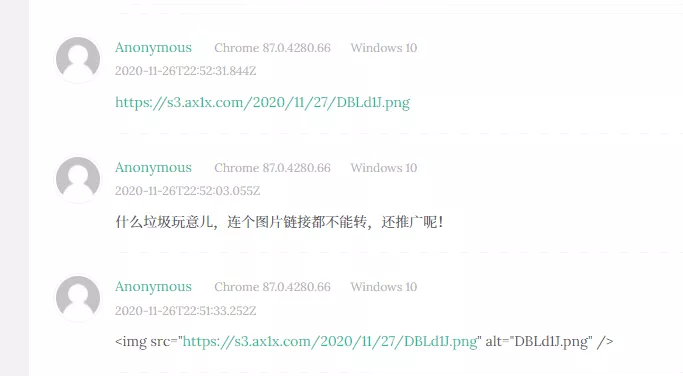 Anonymous Chrome 87.0.4280.66 Windows 10
2020-11-26T22:52:31.844Z
https://s3.ax1x.com/2020/11/27/DBLd1J.png
Anonymous Chrome 87.0.4280.66 Windows 10
2020-11-26T22:52:03.055Z
什么垃圾玩意儿，连个图片链接都不能转，还推广呢！
Anonymous Chrome 87.0.4280.66 Windows 10
2020-11-26T22:51:33.252Z
<img src="https://s3.ax1x.com/2020/11/27/DBLd1J.png" alt="DBLd1J.png" />